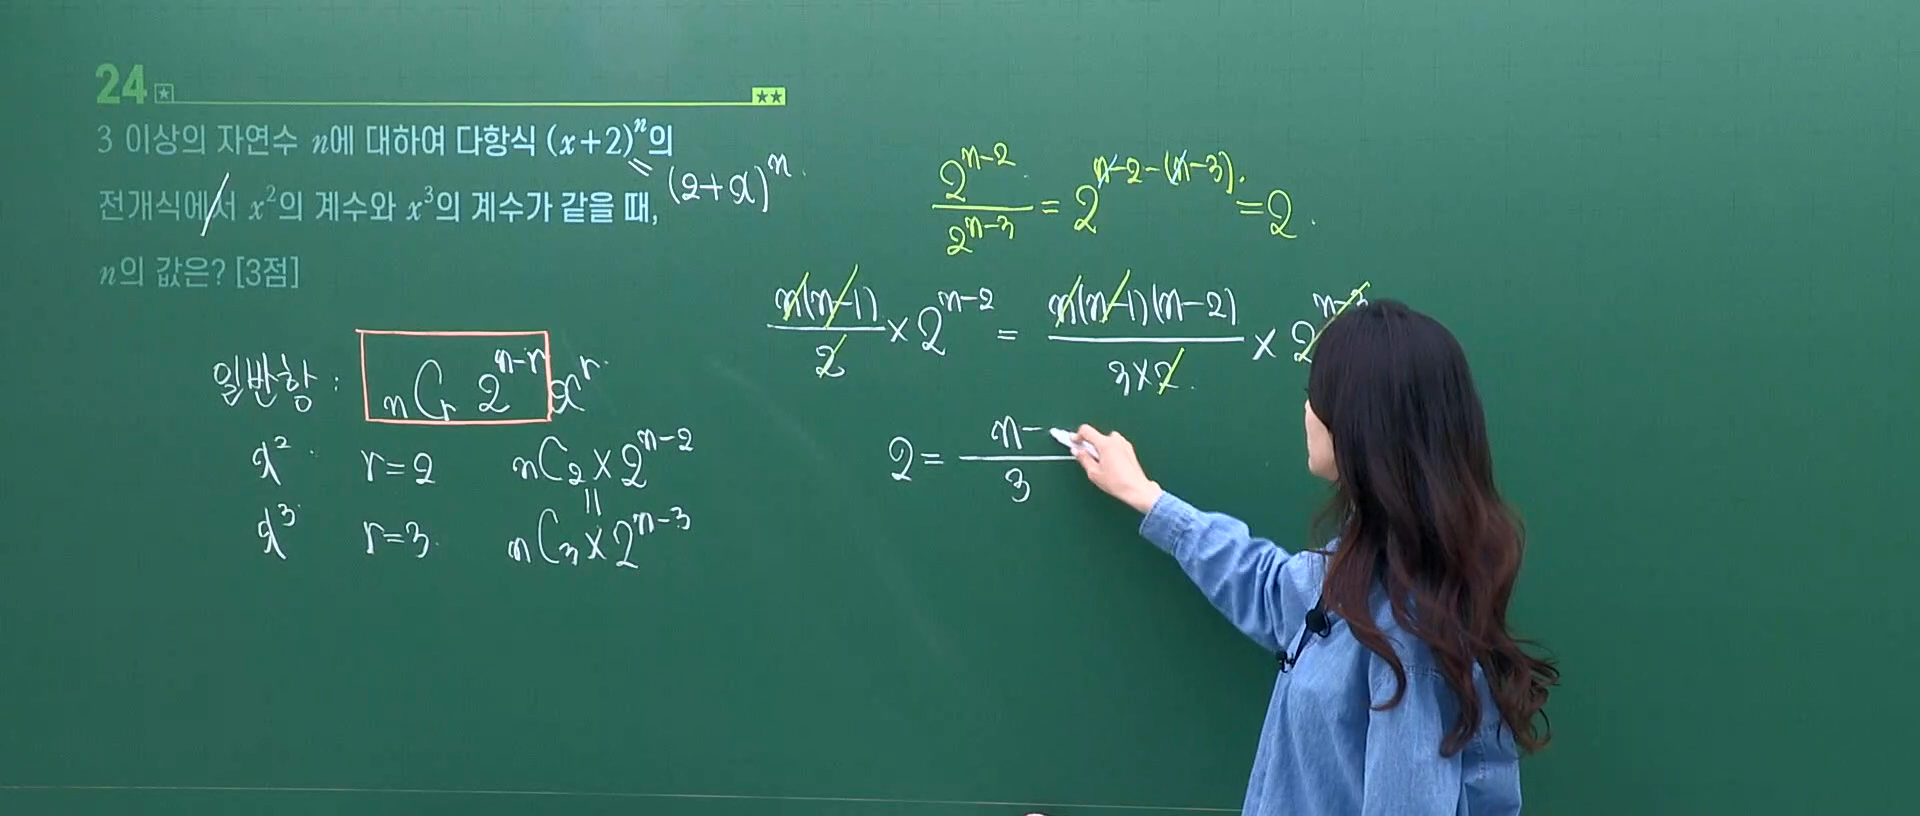 24
3 이상의 자연수 n에 대하여 다항식 (x+2)^n의
= (2+x)^n.
전개식에서 x^2의 계수와 x^3의 계수가 같을 때,
n의 값은? [3점]
일반항 : nCr 2^{n-r} x^r
x^2 r=2 nC2 × 2^{n-2}
=
x^3 r=3 nC3 × 2^{n-3}
2^{n-2} / 2^{n-3} = 2^{n-2-(n-3)} = 2
n(n-1) / 2 × 2^{n-2} = n(n-1)(n-2) / 3×2 × 2^{n-3}
2 = n- / 3